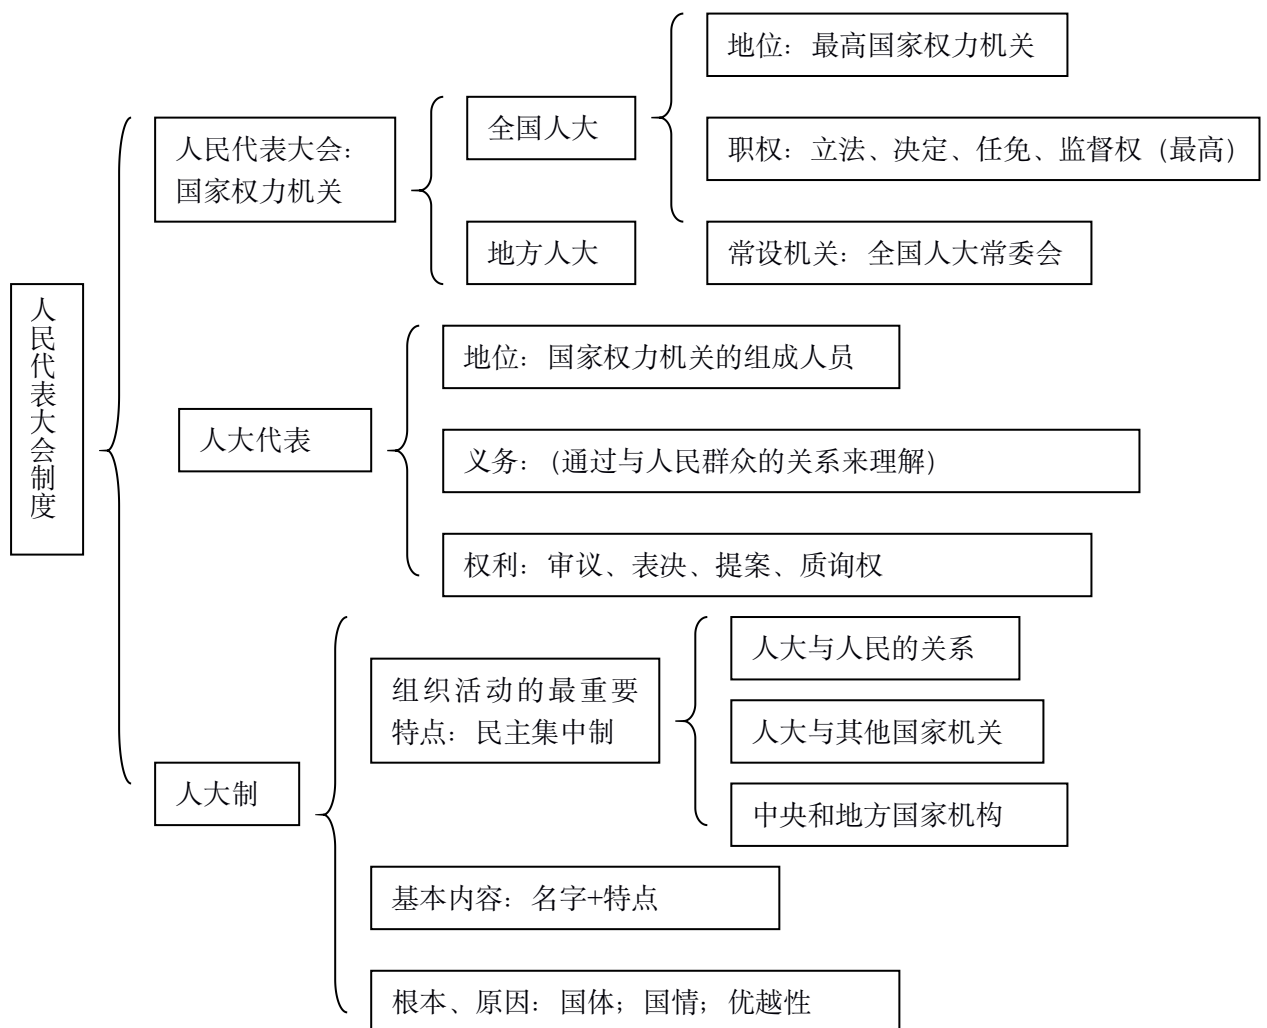 人民代表大会制度
人民代表大会：
国家权力机关
全国人大
地位：最高国家权力机关
职权：立法、决定、任免、监督权（最高）
常设机关：全国人大常委会
地方人大
人大代表
地位：国家权力机关的组成人员
义务：（通过与人民群众的关系来理解）
权利：审议、表决、提案、质询权
人大制
组织活动的最重要
特点：民主集中制
人大与人民的关系
人大与其他国家机关
中央和地方国家机构
基本内容：名字+特点
根本、原因：国体；国情；优越性